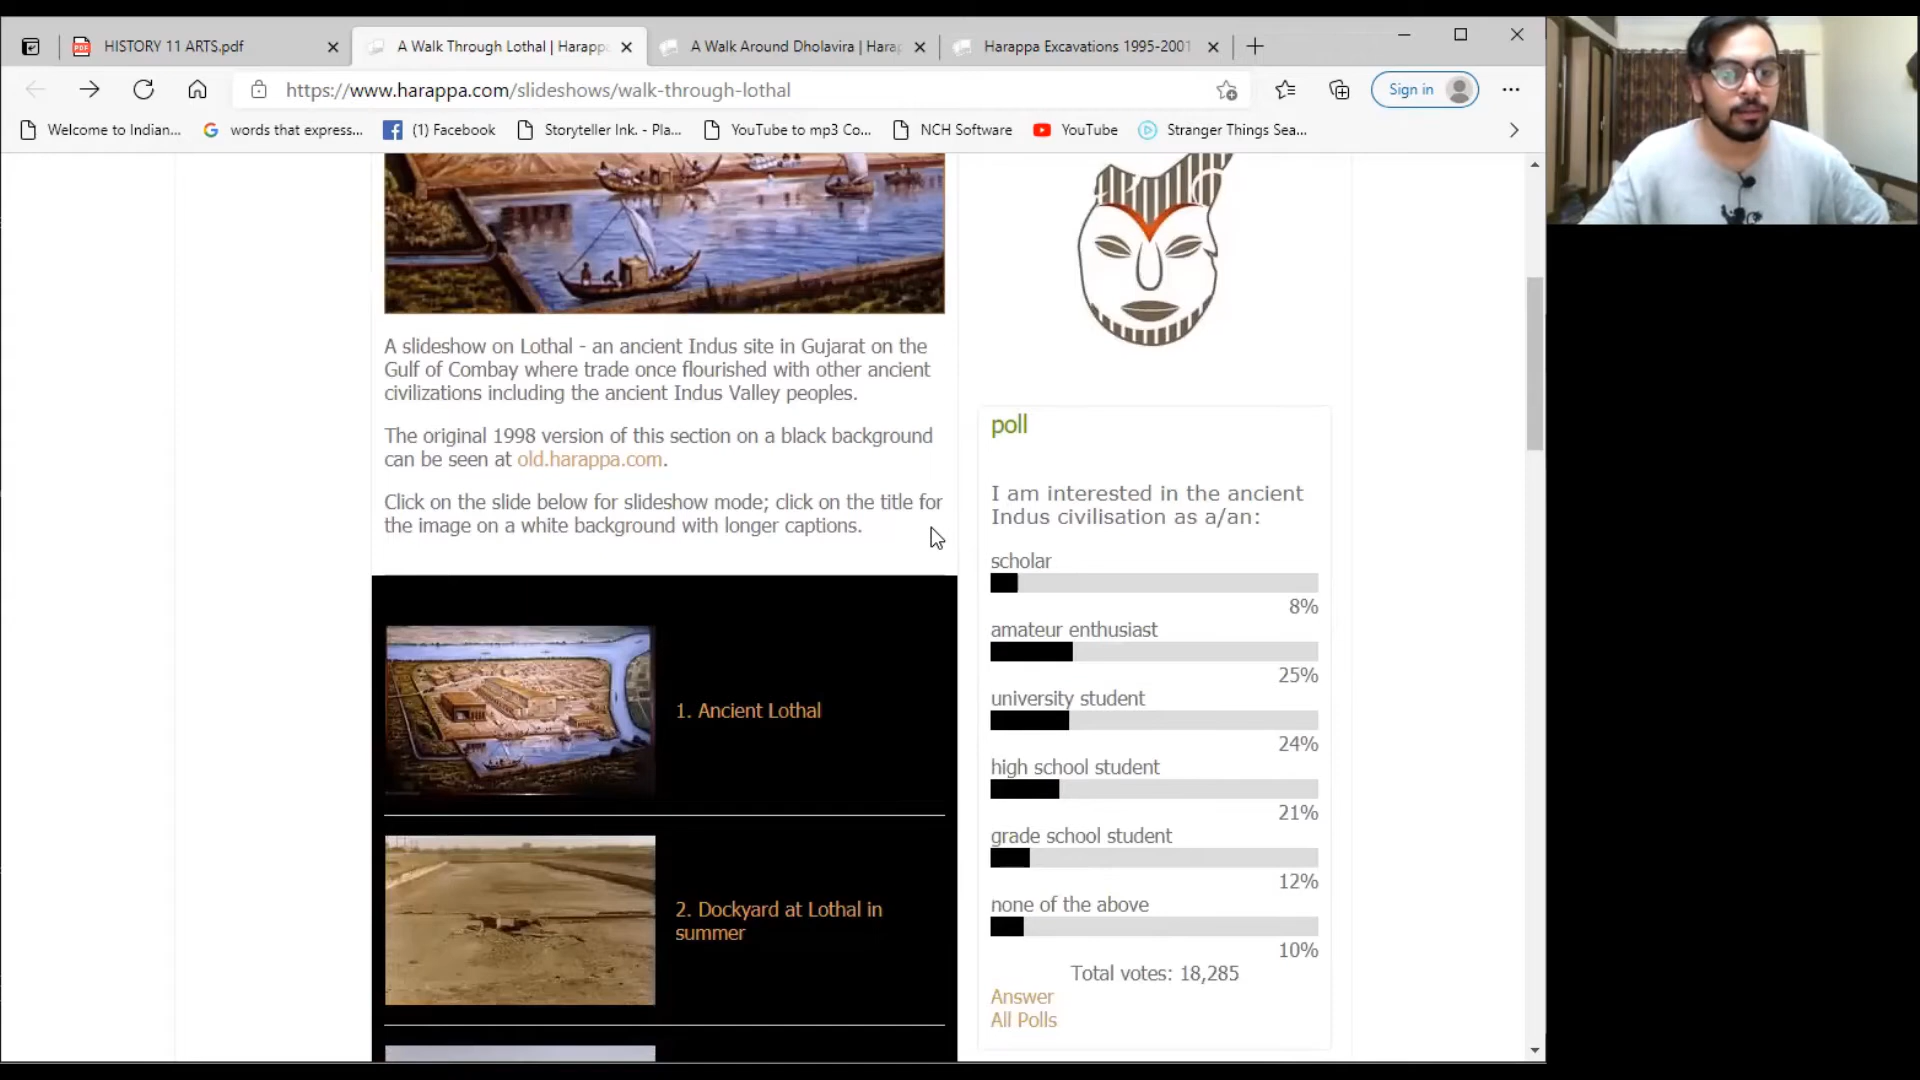 HISTORY 11 ARTS.pdf
A Walk Through Lothal | Harapp
A Walk Around Dholavira | Harap
Harappa Excavations 1995-2001
https://www.harappa.com/slideshows/walk-through-lothal
Sign in
Welcome to Indian...
words that express...
(1) Facebook
Storyteller Ink. - Pla...
YouTube to mp3 Co...
NCH Software
YouTube
Stranger Things Sea...
A slideshow on Lothal - an ancient Indus site in Gujarat on the
Gulf of Combay where trade once flourished with other ancient
civilizations including the ancient Indus Valley peoples.
The original 1998 version of this section on a black background
can be seen at old.harappa.com.
Click on the slide below for slideshow mode; click on the title for
the image on a white background with longer captions.
1. Ancient Lothal
2. Dockyard at Lothal in
summer
poll
I am interested in the ancient
Indus civilisation as a/an:
scholar
8%
amateur enthusiast
25%
university student
24%
high school student
21%
grade school student
12%
none of the above
10%
Total votes: 18,285
Answer
All Polls